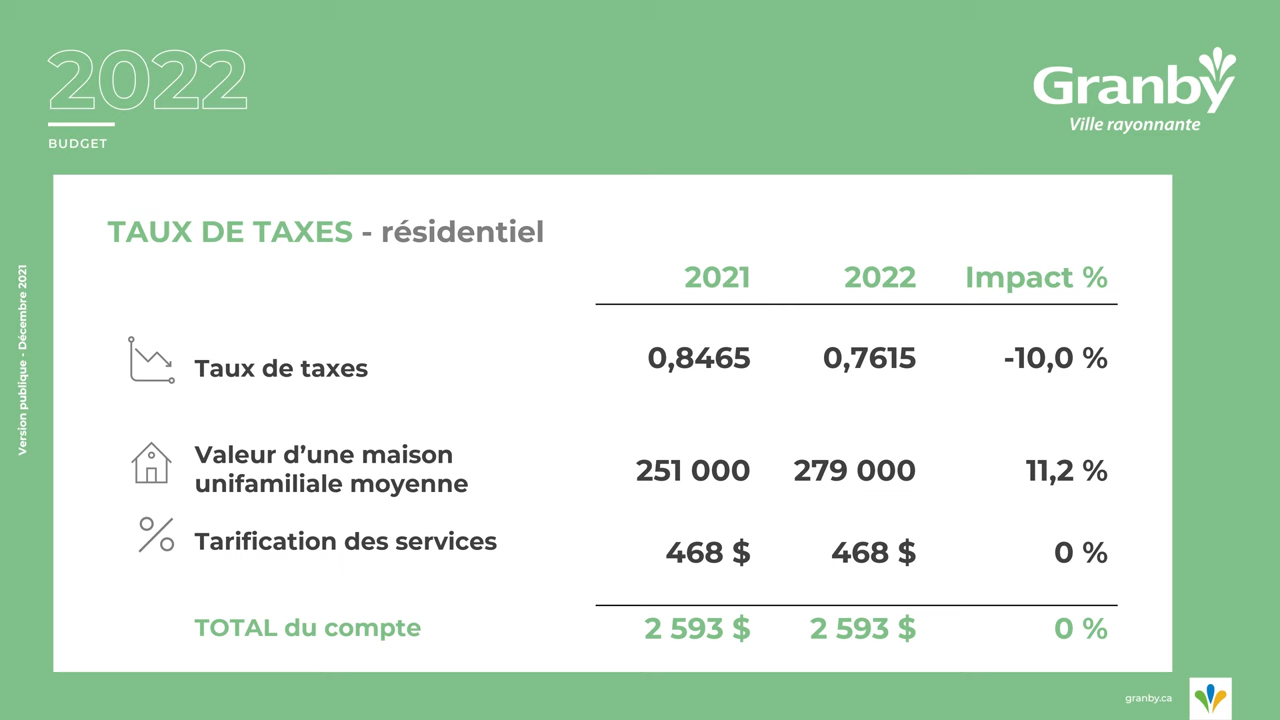 2022
BUDGET
Granby
Ville rayonnante
Version publique - Décembre 2021
TAUX DE TAXES - résidentiel
2021 2022 Impact %
Taux de taxes 0,8465 0,7615 -10,0 %
Valeur d’une maison
unifamiliale moyenne 251 000 279 000 11,2 %
Tarification des services 468 $ 468 $ 0 %
TOTAL du compte 2 593 $ 2 593 $ 0 %
granby.ca